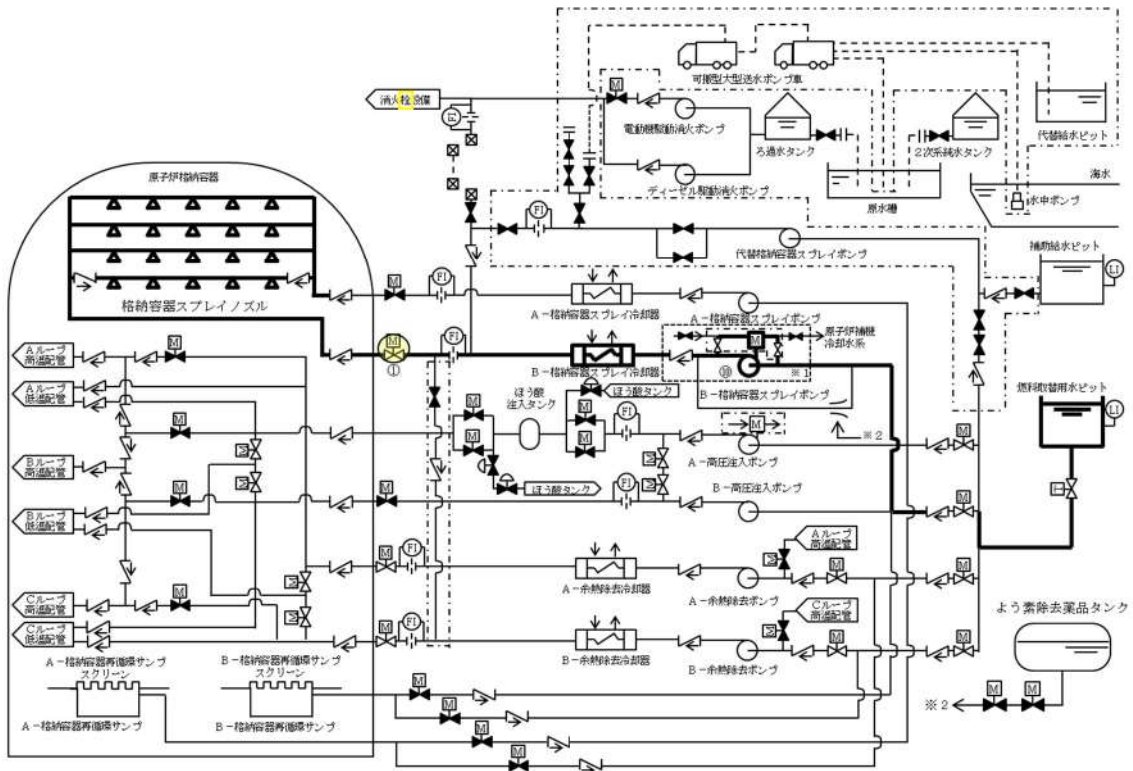 可搬型大型送水ポンプ車
消火栓設備
FI
M
電動機駆動消火ポンプ
ろ過水タンク
2次系純水タンク
代替給水ピット
海水
ディーゼル駆動消火ポンプ
原水槽
水中ポンプ
原子炉格納容器
FI
代替格納容器スプレイポンプ
補助給水ピット
LI
格納容器スプレイノズル
M
FI
A-格納容器スプレイ冷却器
A-格納容器スプレイポンプ
原子炉補機
冷却水系
M
FI
M
①
⑩
※1
B-格納容器スプレイ冷却器
B-格納容器スプレイポンプ
燃料取替用水ピット
LI
Aループ
高温配管
M
Aループ
低温配管
ほう酸
注入タンク
ほう酸タンク
M
M
M
M
M
FI
M
※2
A-高圧注入ポンプ
M
Bループ
高温配管
M
M
ほう酸タンク
M
M
M
FI
B-高圧注入ポンプ
M
T
Bループ
低温配管
Aループ
高温配管
M
FI
M
M
M
M
A-余熱除去冷却器
A-余熱除去ポンプ
Cループ
高温配管
M
M
Cループ
高温配管
Cループ
低温配管
M
FI
M
M
M
B-余熱除去冷却器
B-余熱除去ポンプ
よう素除去薬品タンク
A-格納容器再循環サンプ
スクリーン
B-格納容器再循環サンプ
スクリーン
M
M
※2
M
M
A-格納容器再循環サンプ
B-格納容器再循環サンプ
M
M